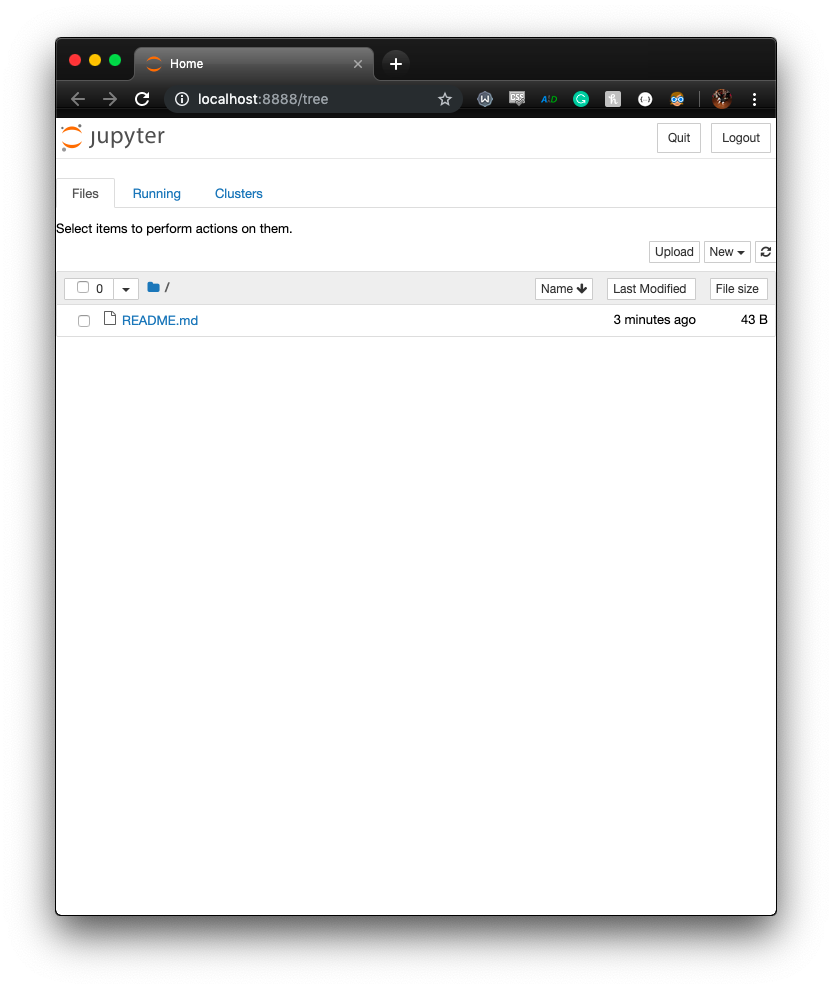 Home
localhost:8888/tree
jupyter
Quit Logout
Files Running Clusters
Select items to perform actions on them.
Upload New
0 / Name Last Modified File size
README.md 3 minutes ago 43 B